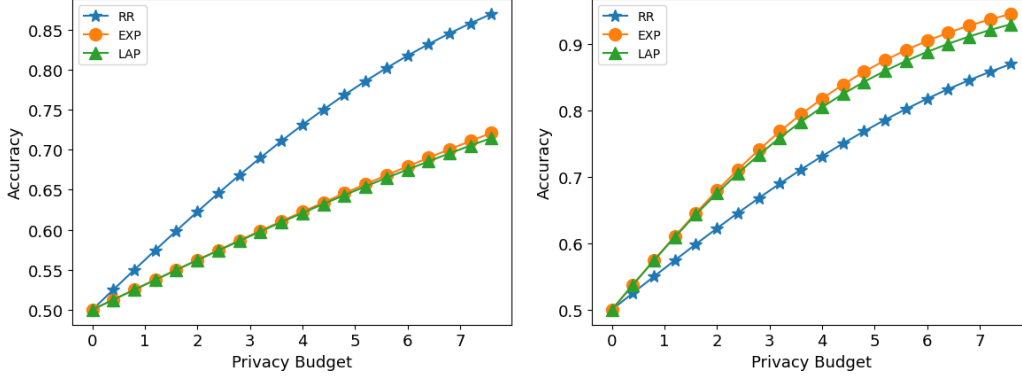 RR
EXP
LAP
Accuracy
0.85
0.80
0.75
0.70
0.65
0.60
0.55
0.50
0 1 2 3 4 5 6 7
Privacy Budget
RR
EXP
LAP
Accuracy
0.9
0.8
0.7
0.6
0.5
0 1 2 3 4 5 6 7
Privacy Budget